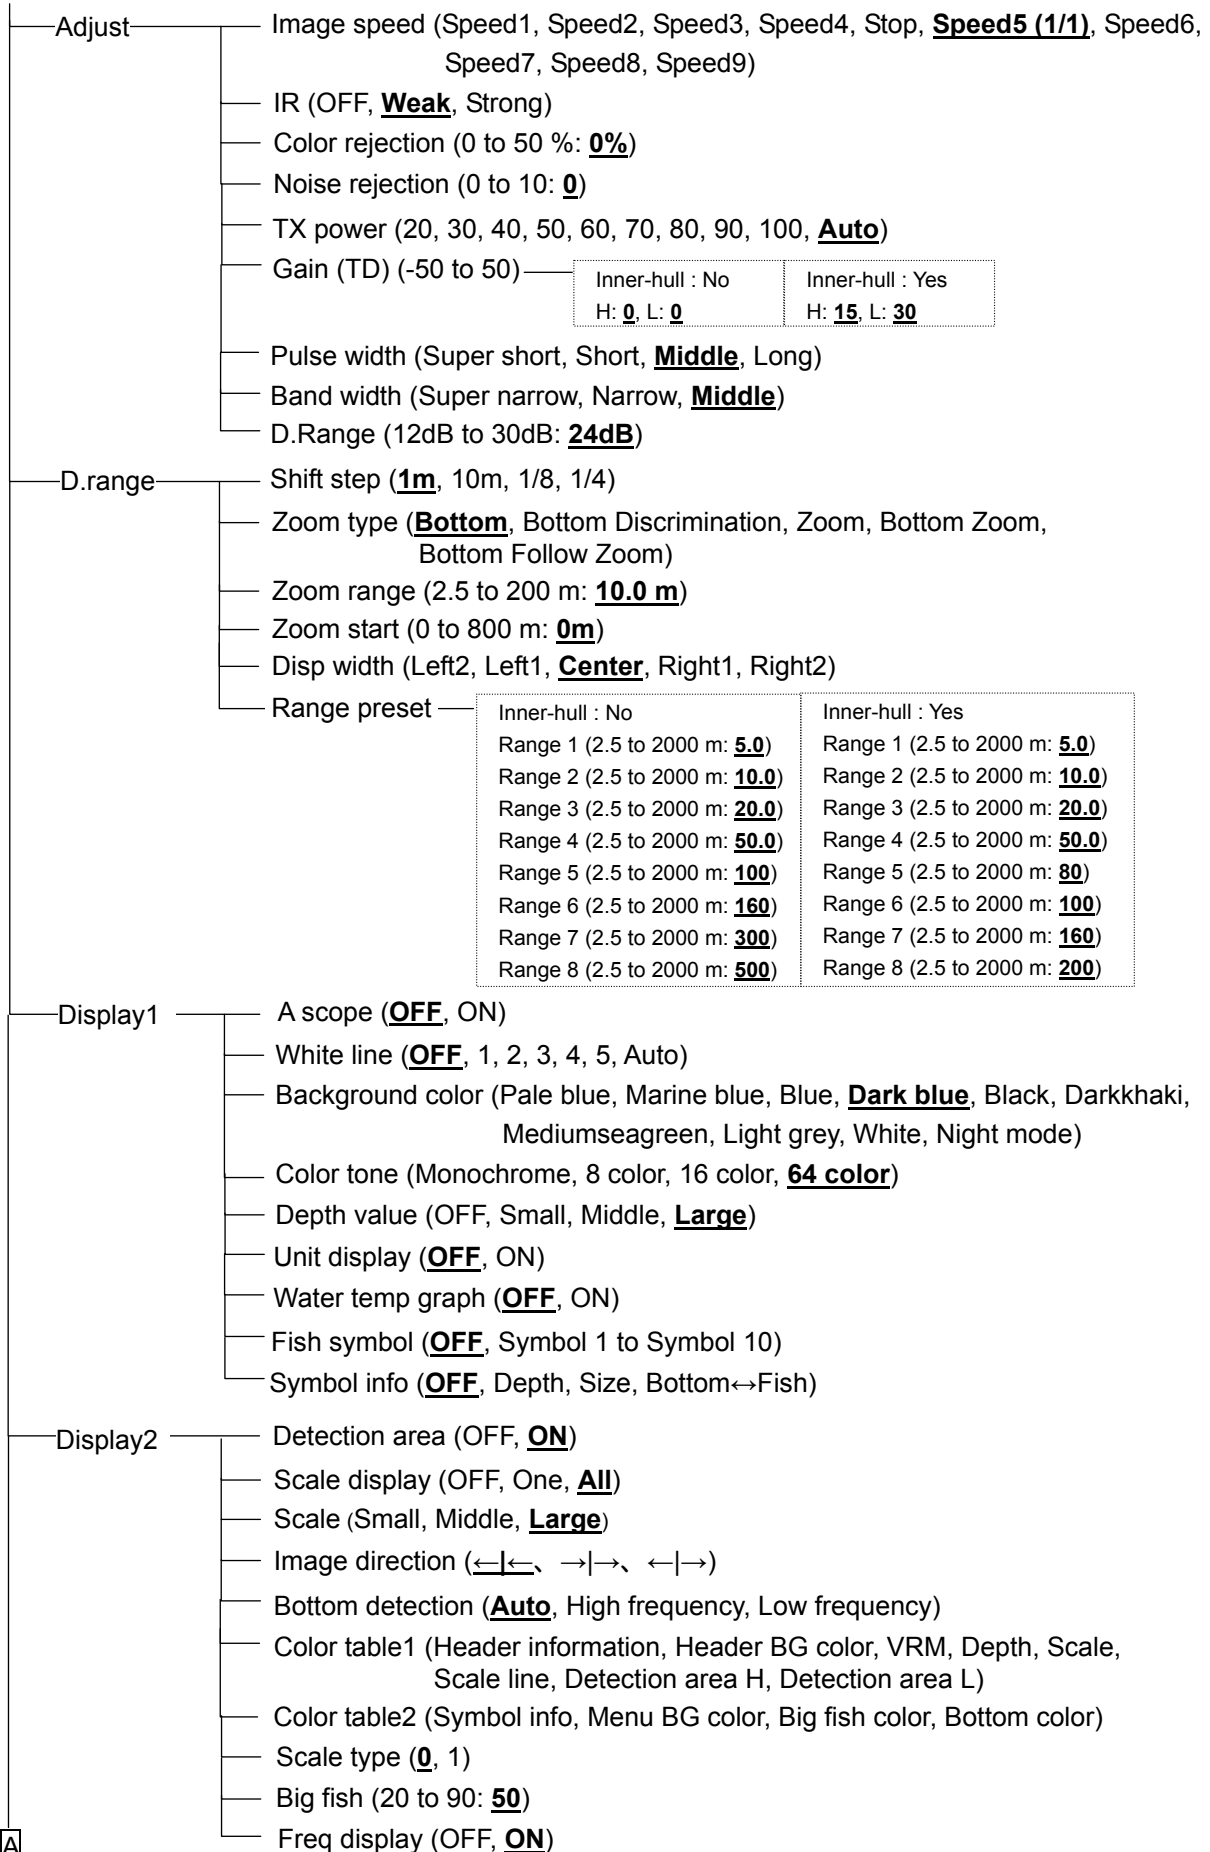 Adjust
Image speed (Speed1, Speed2, Speed3, Speed4, Stop, Speed5 (1/1), Speed6,
Speed7, Speed8, Speed9)
IR (OFF, Weak, Strong)
Color rejection (0 to 50 %: 0%)
Noise rejection (0 to 10: 0)
TX power (20, 30, 40, 50, 60, 70, 80, 90, 100, Auto)
Gain (TD) (-50 to 50)
Inner-hull : No
H: 0, L: 0
Inner-hull : Yes
H: 15, L: 30
Pulse width (Super short, Short, Middle, Long)
Band width (Super narrow, Narrow, Middle)
D.Range (12dB to 30dB: 24dB)
D.range
Shift step (1m, 10m, 1/8, 1/4)
Zoom type (Bottom, Bottom Discrimination, Zoom, Bottom Zoom,
Bottom Follow Zoom)
Zoom range (2.5 to 200 m: 10.0 m)
Zoom start (0 to 800 m: 0m)
Disp width (Left2, Left1, Center, Right1, Right2)
Range preset
Inner-hull : No
Range 1 (2.5 to 2000 m: 5.0)
Range 2 (2.5 to 2000 m: 10.0)
Range 3 (2.5 to 2000 m: 20.0)
Range 4 (2.5 to 2000 m: 50.0)
Range 5 (2.5 to 2000 m: 100)
Range 6 (2.5 to 2000 m: 160)
Range 7 (2.5 to 2000 m: 300)
Range 8 (2.5 to 2000 m: 500)
Inner-hull : Yes
Range 1 (2.5 to 2000 m: 5.0)
Range 2 (2.5 to 2000 m: 10.0)
Range 3 (2.5 to 2000 m: 20.0)
Range 4 (2.5 to 2000 m: 50.0)
Range 5 (2.5 to 2000 m: 80)
Range 6 (2.5 to 2000 m: 100)
Range 7 (2.5 to 2000 m: 160)
Range 8 (2.5 to 2000 m: 200)
Display1
A scope (OFF, ON)
White line (OFF, 1, 2, 3, 4, 5, Auto)
Background color (Pale blue, Marine blue, Blue, Dark blue, Black, Darkkhaki,
Mediumseagreen, Light grey, White, Night mode)
Color tone (Monochrome, 8 color, 16 color, 64 color)
Depth value (OFF, Small, Middle, Large)
Unit display (OFF, ON)
Water temp graph (OFF, ON)
Fish symbol (OFF, Symbol 1 to Symbol 10)
Symbol info (OFF, Depth, Size, Bottom↔Fish)
Display2
Detection area (OFF, ON)
Scale display (OFF, One, All)
Scale (Small, Middle, Large)
Image direction (←|←、 →|→、 ←|→)
Bottom detection (Auto, High frequency, Low frequency)
Color table1 (Header information, Header BG color, VRM, Depth, Scale,
Scale line, Detection area H, Detection area L)
Color table2 (Symbol info, Menu BG color, Big fish color, Bottom color)
Scale type (0, 1)
Big fish (20 to 90: 50)
Freq display (OFF, ON)
A